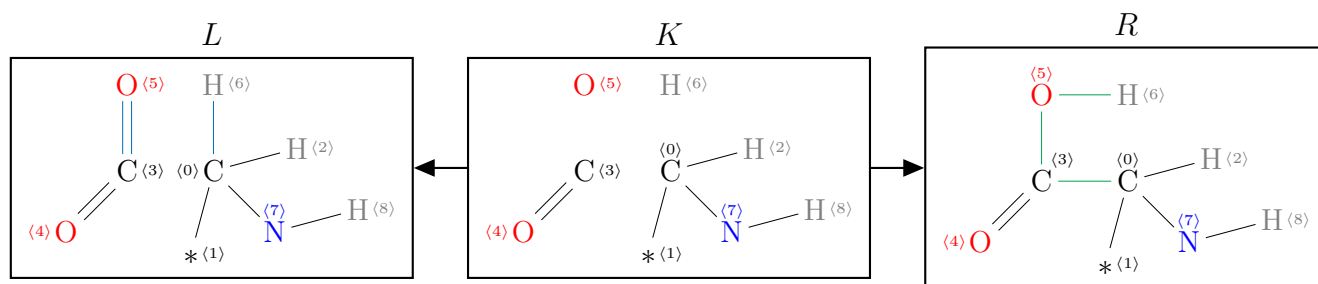 L
O ⟨5⟩ H ⟨6⟩
C ⟨3⟩ ⟨0⟩ C H ⟨2⟩
⟨4⟩ O ⟨7⟩ N H ⟨8⟩
* ⟨1⟩
K
O ⟨5⟩ H ⟨6⟩
C ⟨3⟩ ⟨0⟩ C H ⟨2⟩
⟨4⟩ O ⟨7⟩ N H ⟨8⟩
* ⟨1⟩
R
⟨5⟩ O H ⟨6⟩
⟨3⟩ C ⟨0⟩ C H ⟨2⟩
⟨4⟩ O ⟨7⟩ N H ⟨8⟩
* ⟨1⟩